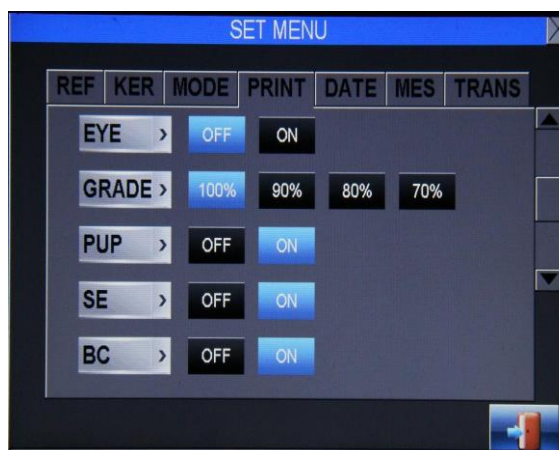 SET MENU
REF KER MODE PRINT DATE MES TRANS
EYE > OFF ON
GRADE > 100% 90% 80% 70%
PUP > OFF ON
SE > OFF ON
BC > OFF ON